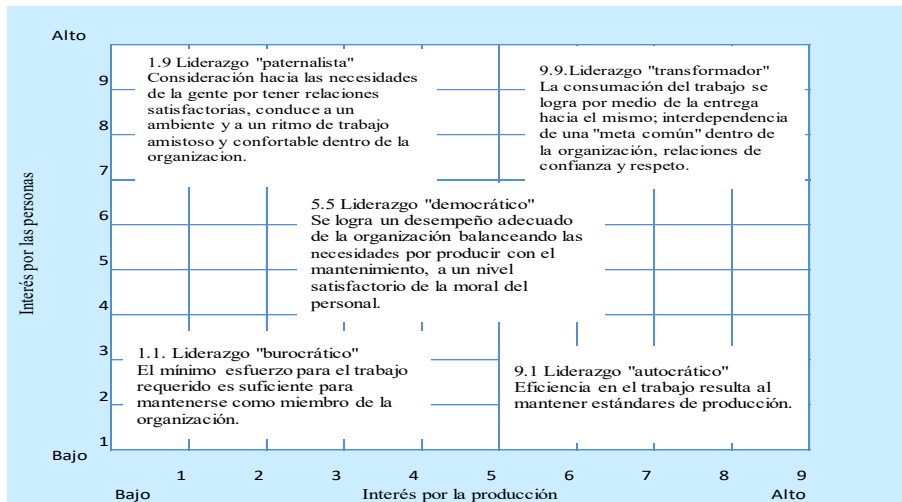 Alto
1.9 Liderazgo "paternalista"
Consideración hacia las necesidades
de la gente por tener relaciones
satisfactorias, conduce a un
ambiente y a un ritmo de trabajo
amistoso y confortable dentro de la
organizacion.
9.9.Liderazgo "transformador"
La consumación del trabajo se
logra por medio de la entrega
hacia el mismo; interdependencia
de una "meta común" dentro de
la organización, relaciones de
confianza y respeto.
5.5 Liderazgo "democrático"
Se logra un desempeño adecuado
de la organización balanceando las
necesidades por producir con el
mantenimiento, a un nivel
satisfactorio de la moral del
personal.
1.1. Liderazgo "burocrático"
El mínimo esfuerzo para el trabajo
requerido es suficiente para
mantenerse como miembro de la
organización.
9.1 Liderazgo "autocrático"
Eficiencia en el trabajo resulta al
mantener estándares de producción.
Interés por las personas
9
8
7
6
5
4
3
2
1
Bajo
1 2 3 4 5 6 7 8 9
Bajo Interés por la producción Alto